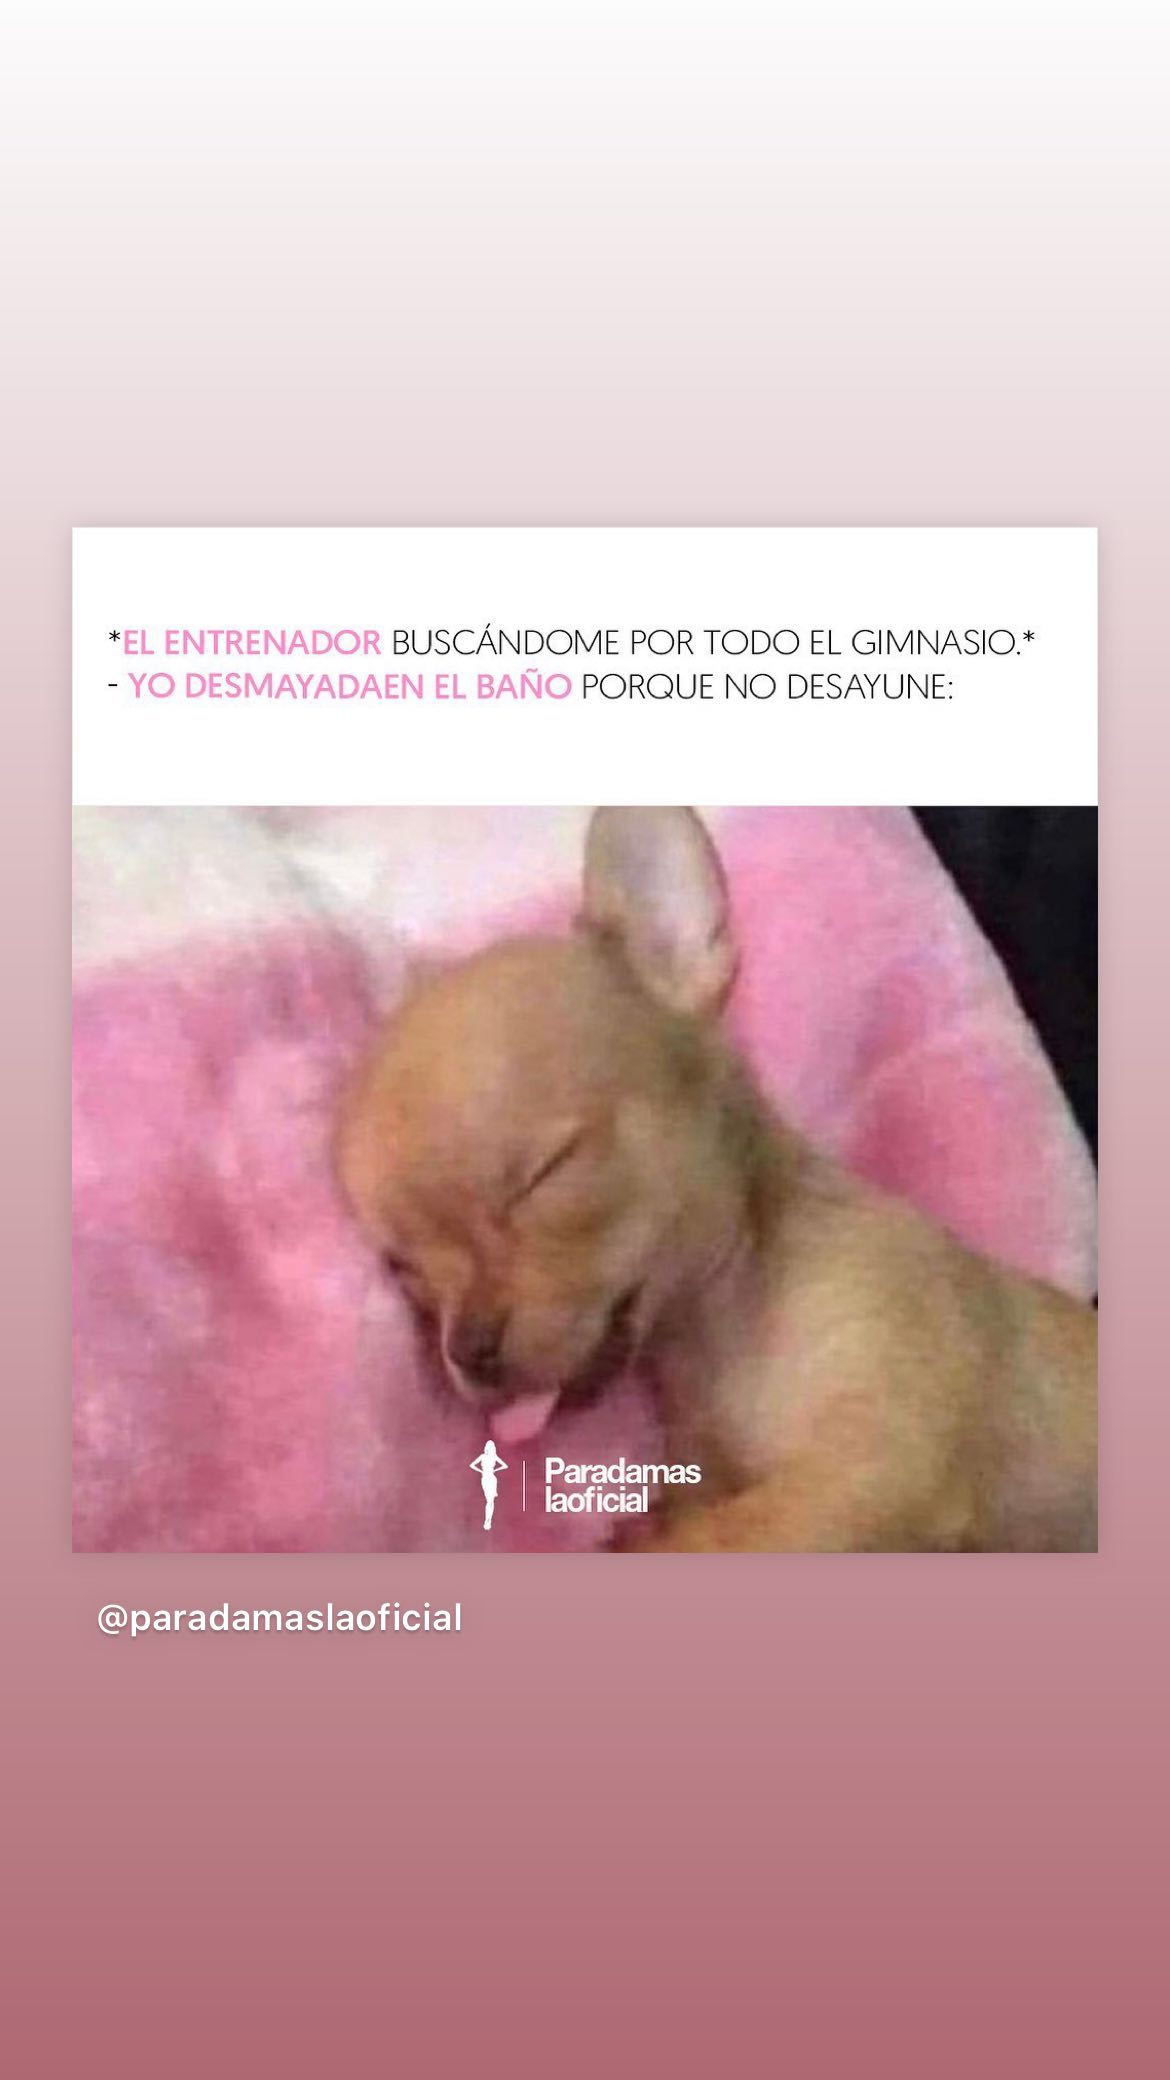 *EL ENTRENADOR BUSCÁNDOME POR TODO EL GIMNASIO.*
- YO DESMAYADAEN EL BAÑO PORQUE NO DESAYUNE:
Paradamas
laoficial
@paradamaslaoficial